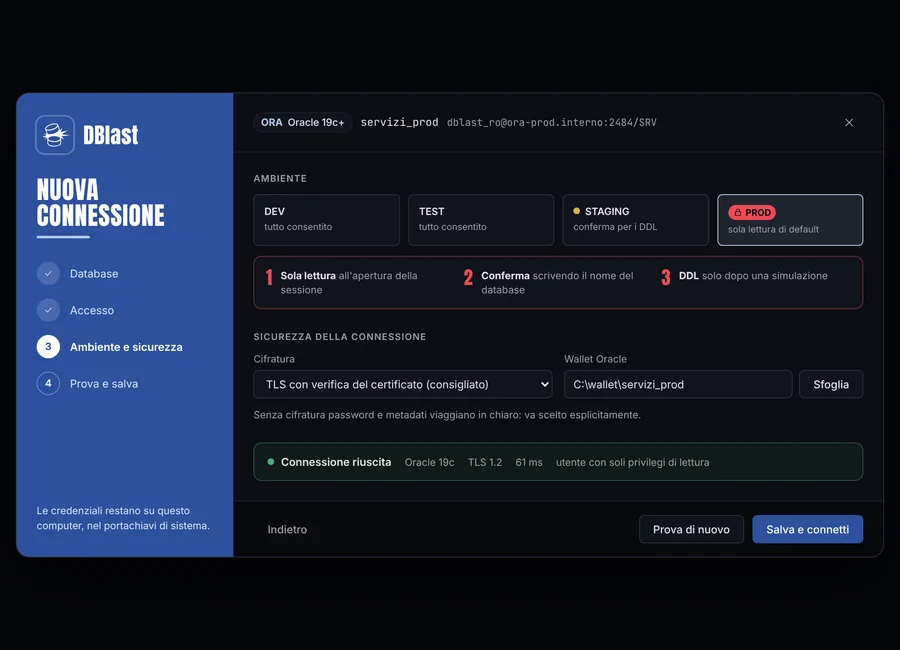 DBlast
NUOVA
CONNESSIONE
Database
Accesso
3 Ambiente e sicurezza
4 Prova e salva
Le credenziali restano su questo
computer, nel portachiavi di sistema.
ORA Oracle 19c+ servizi_prod dblast_ro@ora-prod.interno:2484/SRV
AMBIENTE
DEV
tutto consentito
TEST
tutto consentito
STAGING
conferma per i DDL
PROD
sola lettura di default
1 Sola lettura all'apertura della
sessione
2 Conferma scrivendo il nome del
database
3 DDL solo dopo una simulazione
SICUREZZA DELLA CONNESSIONE
Cifratura
TLS con verifica del certificato (consigliato)
Wallet Oracle
C:\wallet\servizi_prod
Sfoglia
Senza cifratura password e metadati viaggiano in chiaro: va scelto esplicitamente.
Connessione riuscita Oracle 19c TLS 1.2 61 ms utente con soli privilegi di lettura
Indietro
Prova di nuovo
Salva e connetti